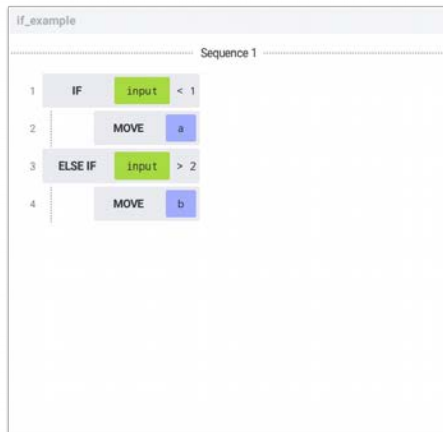 if_example
Sequence 1
1 IF input < 1
2 MOVE a
3 ELSE IF input > 2
4 MOVE b